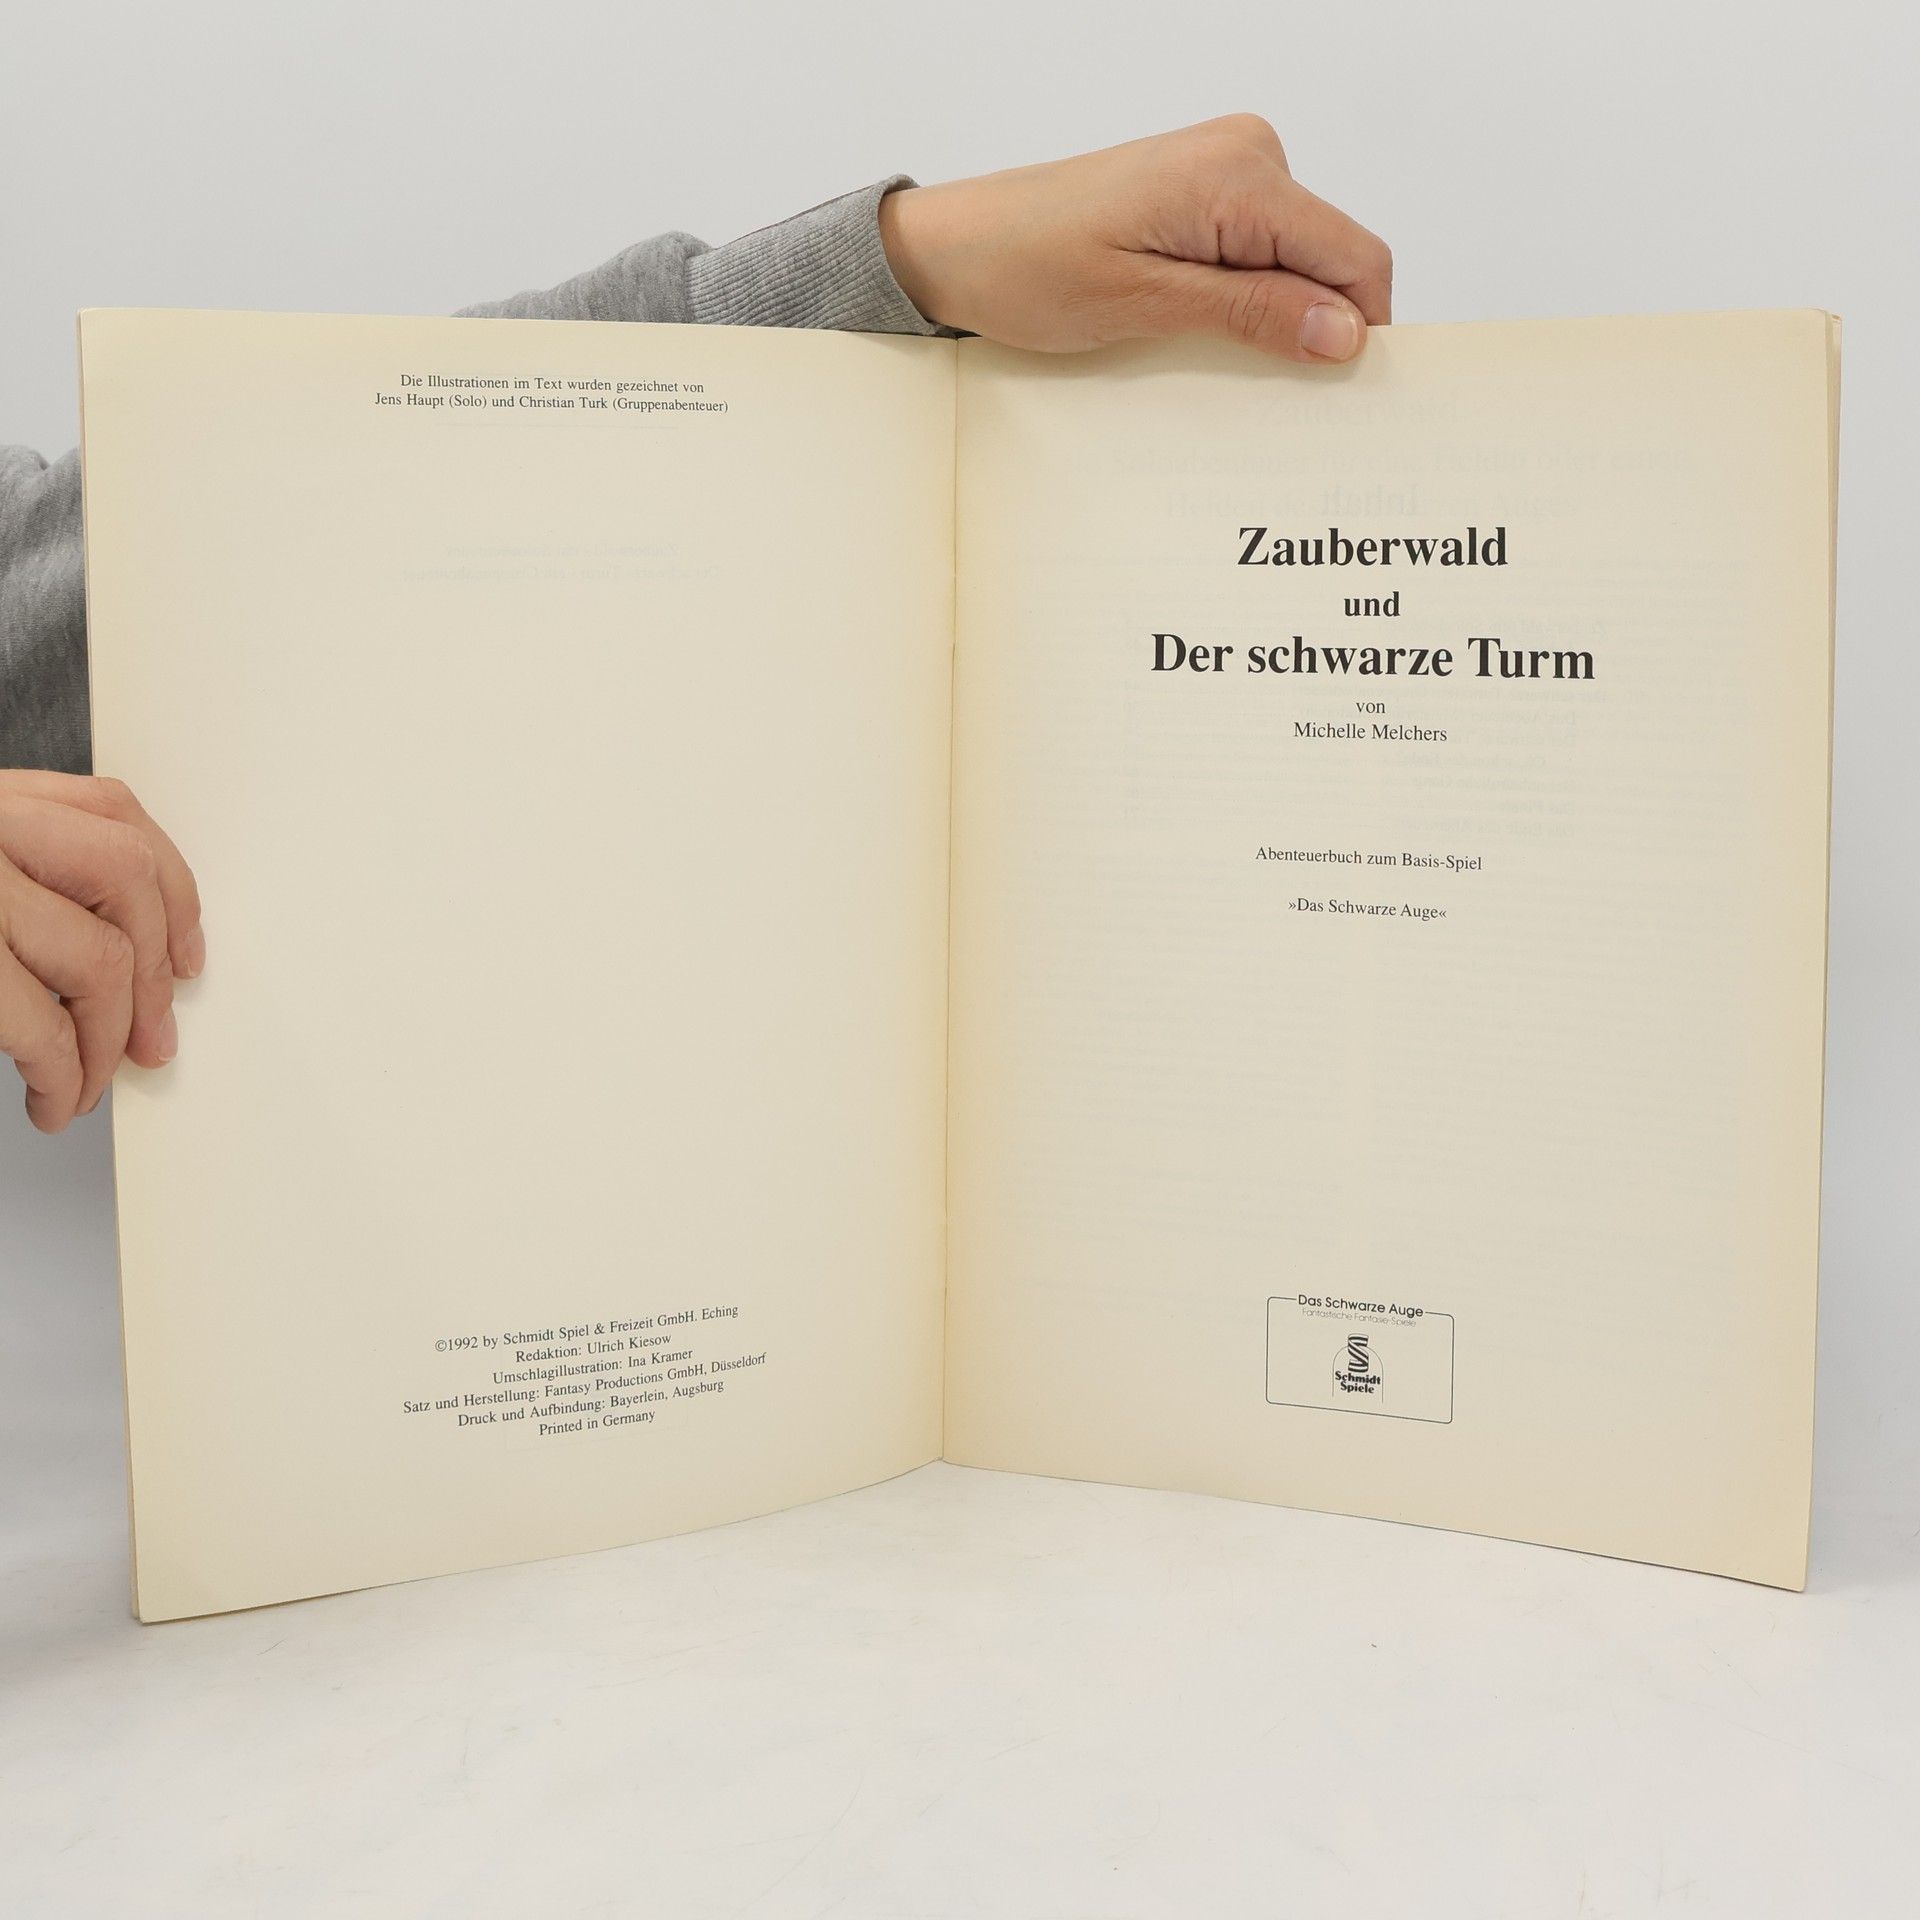 Die Illustrationen im Text wurden gezeichnet von
Jens Haupt (Solo) und Christian Turk (Gruppenabenteuer)
©1992 by Schmidt Spiel & Freizeit GmbH. Eching
Redaktion: Ulrich Kiesow
Umschlagillustration: Ina Kramer
Satz und Herstellung: Fantasy Productions GmbH, Düsseldorf
Druck und Aufbindung: Bayerlein, Augsburg
Printed in Germany
Zauberwald
und
Der schwarze Turm
von
Michelle Melchers
Abenteuerbuch zum Basis-Spiel
»Das Schwarze Auge«
Das Schwarze Auge
Fantastische Fantasie-Spiele
Schmidt
Spiele